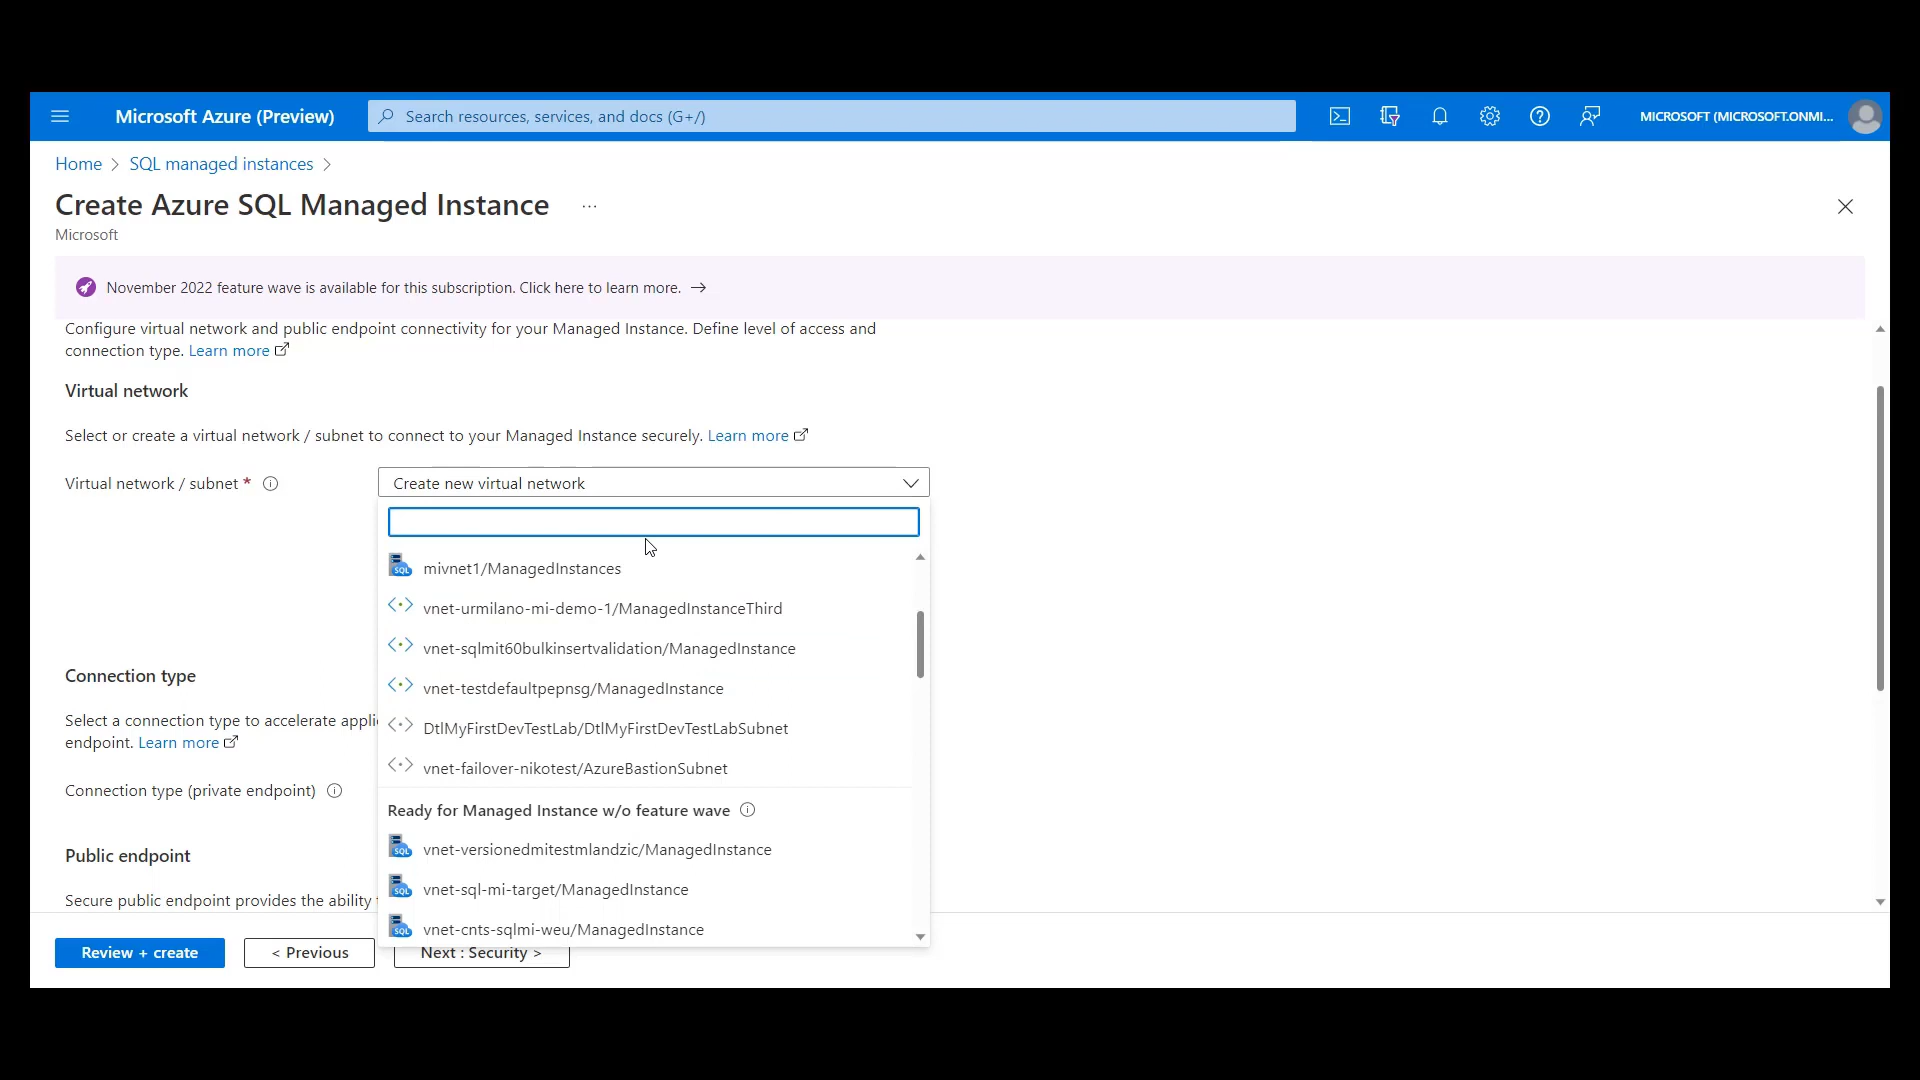 Microsoft Azure (Preview)
Search resources, services, and docs (G+/)
MICROSOFT (MICROSOFT.ONMI...
Home > SQL managed instances >
Create Azure SQL Managed Instance ...
Microsoft
November 2022 feature wave is available for this subscription. Click here to learn more. →
Configure virtual network and public endpoint connectivity for your Managed Instance. Define level of access and
connection type. Learn more
Virtual network
Select or create a virtual network / subnet to connect to your Managed Instance securely. Learn more
Virtual network / subnet *
Create new virtual network
mivnet1/ManagedInstances
vnet-urmilano-mi-demo-1/ManagedInstanceThird
vnet-sqlmit60bulkinsertvalidation/ManagedInstance
vnet-testdefaultpepnsg/ManagedInstance
DtlMyFirstDevTestLab/DtlMyFirstDevTestLabSubnet
vnet-failover-nikotest/AzureBastionSubnet
Ready for Managed Instance w/o feature wave
SQL vnet-versionedmitestmlandzic/ManagedInstance
SQL vnet-sql-mi-target/ManagedInstance
SQL vnet-cnts-sqlmi-weu/ManagedInstance
Connection type
Select a connection type to accelerate appli
endpoint. Learn more
Connection type (private endpoint)
Public endpoint
Secure public endpoint provides the ability
Review + create
< Previous
Next : Security >